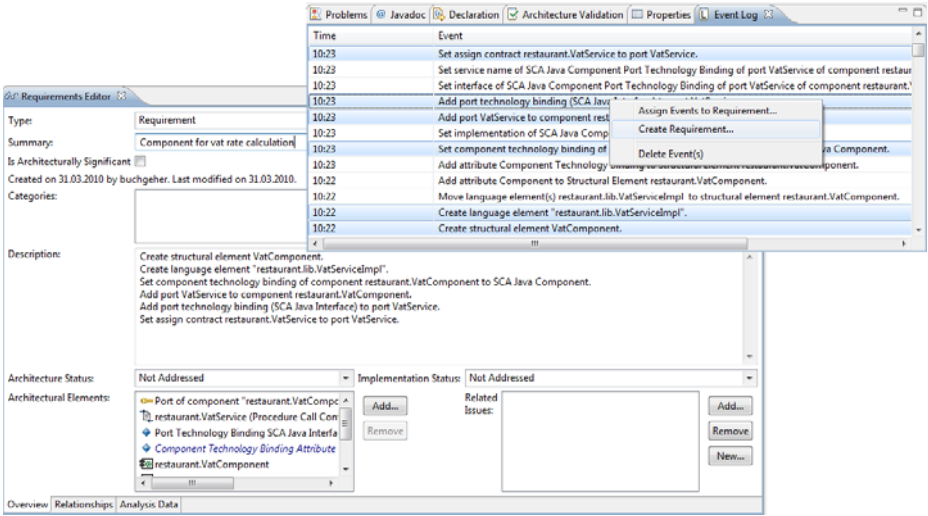 Problems @ Javadoc Declaration Architecture Validation Properties Event Log
Time Event
10:23 Set assign contract restaurant.VatService to port VatService.
10:23 Set service name of SCA Java Component Port Technology Binding of port VatService of component restaur
10:23 Set interface of SCA Java Component Port Technology Binding of port VatService of component restaurant.
10:23 Add port technology binding (SCA Java
10:23 Add port VatService to component rest
10:23 Set implementation of SCA Java Comp
10:23 Set component technology binding of va Component.
10:23 Add attribute Component Technology
10:22 Add attribute Component to Structural Element restaurant.VatComponent.
10:22 Move language element(s) restaurant.lib.VatServiceImpl to structural element restaurant.VatComponent.
10:22 Create language element "restaurant.lib.VatServiceImpl".
10:22 Create structural element VatComponent.
Assign Events to Requirement...
Create Requirement...
Delete Event(s)
Requirements Editor
Type: Requirement
Summary: Component for vat rate calculation
Is Architecturally Significant
Created on 31.03.2010 by buchgeher. Last modified on 31.03.2010.
Categories:
Description:
Create structural element VatComponent.
Create language element "restaurant.lib.VatServiceImpl".
Set component technology binding of component restaurant.VatComponent to SCA Java Component.
Add port VatService to component restaurant.VatComponent.
Add port technology binding (SCA Java Interface) to port VatService.
Set assign contract restaurant.VatService to port VatService.
Architecture Status: Not Addressed Implementation Status: Not Addressed
Architectural Elements:
Port of component "restaurant.VatCompc
restaurant.VatService (Procedure Call Con
Port Technology Binding SCA Java Interfa
Component Technology Binding Attribute
restaurant.VatComponent
Add...
Remove
Related
Issues:
Add...
Remove
New...
Overview Relationships Analysis Data